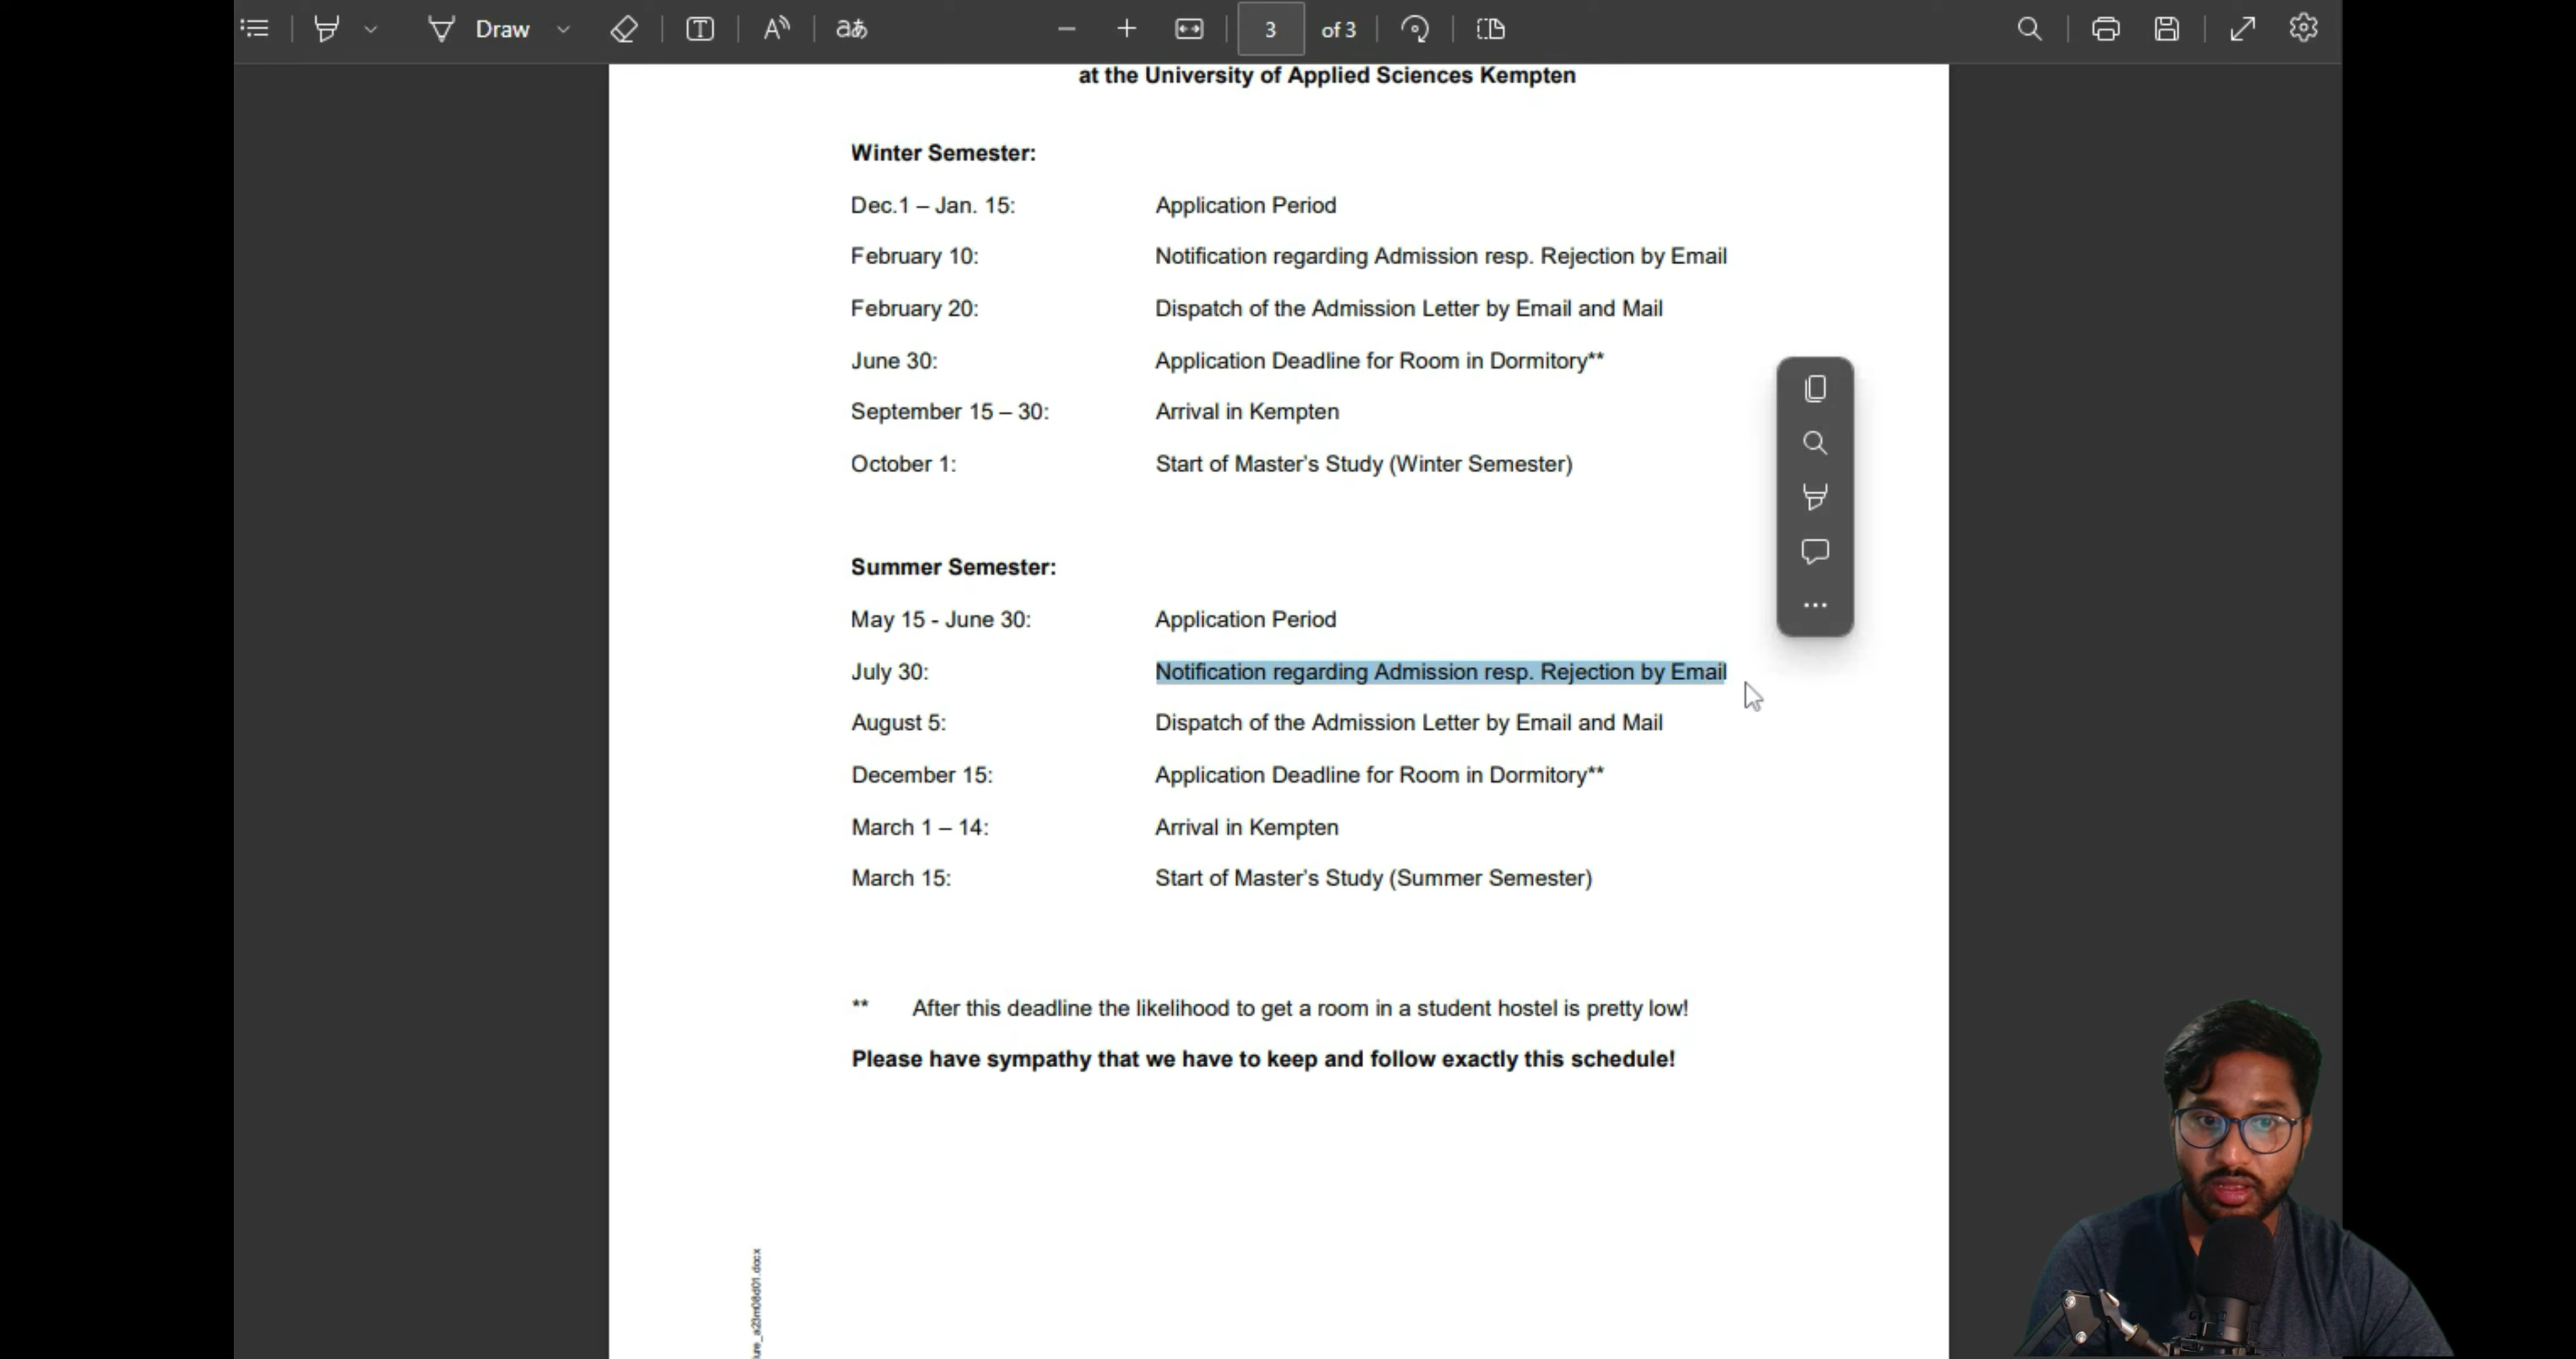 Draw
aあ
3
of 3
at the University of Applied Sciences Kempten
Winter Semester:
Dec.1 – Jan. 15: Application Period
February 10: Notification regarding Admission resp. Rejection by Email
February 20: Dispatch of the Admission Letter by Email and Mail
June 30: Application Deadline for Room in Dormitory**
September 15 – 30: Arrival in Kempten
October 1: Start of Master's Study (Winter Semester)
Summer Semester:
May 15 - June 30: Application Period
July 30: Notification regarding Admission resp. Rejection by Email
August 5: Dispatch of the Admission Letter by Email and Mail
December 15: Application Deadline for Room in Dormitory**
March 1 – 14: Arrival in Kempten
March 15: Start of Master's Study (Summer Semester)
** After this deadline the likelihood to get a room in a student hostel is pretty low!
Please have sympathy that we have to keep and follow exactly this schedule!